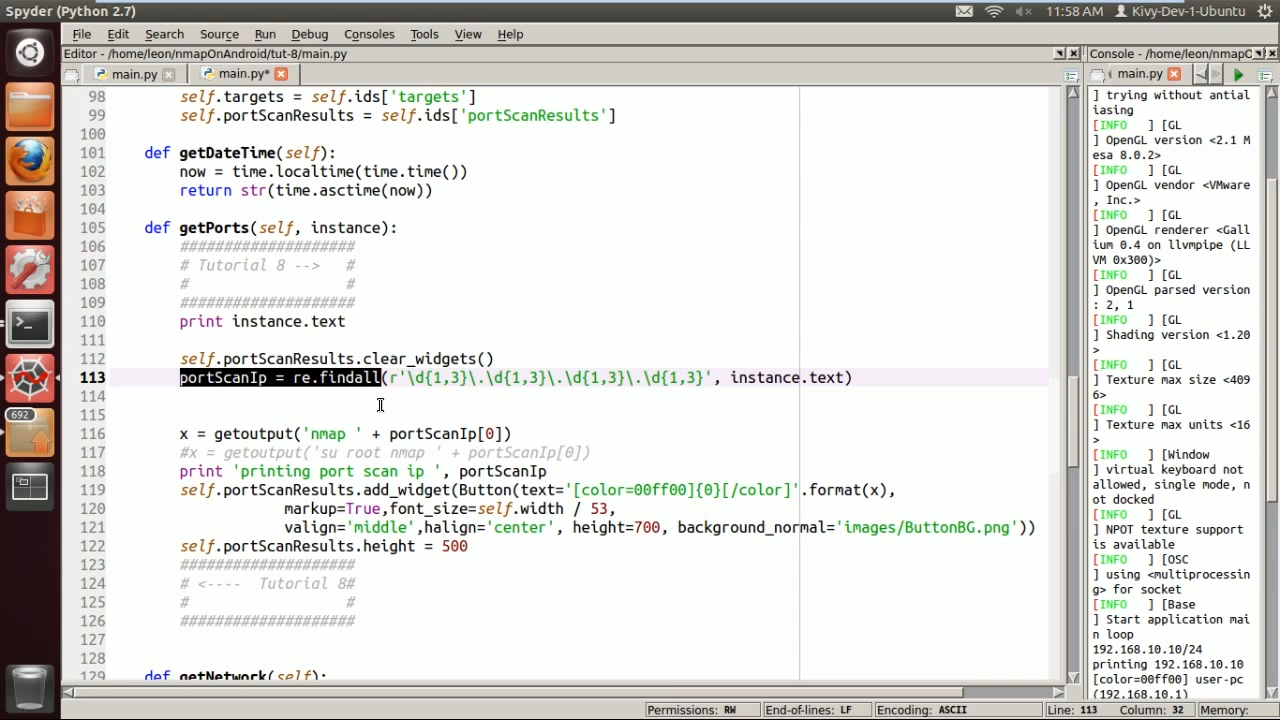 Spyder (Python 2.7)
11:58 AM Kivy-Dev-1-Ubuntu
File Edit Search Source Run Debug Consoles Tools View Help
Editor - /home/leon/nmapOnAndroid/tut-8/main.py
main.py main.py*
98 self.targets = self.ids['targets']
99 self.portScanResults = self.ids['portScanResults']
100
101 def getDateTime(self):
102 now = time.localtime(time.time())
103 return str(time.asctime(now))
104
105 def getPorts(self, instance):
106 ####################
107 # Tutorial 8 --> #
108 # #
109 ####################
110 print instance.text
111
112 self.portScanResults.clear_widgets()
113 portScanIp = re.findall(r'\d{1,3}\.\d{1,3}\.\d{1,3}\.\d{1,3}', instance.text)
114
115
116 x = getoutput('nmap ' + portScanIp[0])
117 #x = getoutput('su root nmap ' + portScanIp[0])
118 print 'printing port scan ip ', portScanIp
119 self.portScanResults.add_widget(Button(text='[color=00ff00]{0}[/color]'.format(x),
120 markup=True,font_size=self.width / 53,
121 valign='middle',halign='center', height=700, background_normal='images/ButtonBG.png'))
122 self.portScanResults.height = 500
123 ####################
124 # <---- Tutorial 8#
125 # #
126 ####################
127
128
129 def getNetwork(self):
Console - /home/leon/nmapO
main.py
] trying without antial
iasing
[INFO ] [GL
] OpenGL version <2.1 M
esa 8.0.2>
[INFO ] [GL
] OpenGL vendor <VMware
, Inc.>
[INFO ] [GL
] OpenGL renderer <Gall
ium 0.4 on llvmpipe (LL
VM 0x300)>
[INFO ] [GL
] OpenGL parsed version
: 2, 1
[INFO ] [GL
] Shading version <1.20
>
[INFO ] [GL
] Texture max size <409
6>
[INFO ] [GL
] Texture max units <16
>
[INFO ] [Window
] virtual keyboard not
allowed, single mode, n
ot docked
[INFO ] [GL
] NPOT texture support
is available
[INFO ] [OSC
] using <multiprocessin
g> for socket
[INFO ] [Base
] Start application mai
n loop
192.168.10.10/24
printing 192.168.10.10
[color=00ff00] user-pc
(192.168.10.1)
692
Permissions: RW End-of-lines: LF Encoding: ASCII Line: 113 Column: 32 Memory: